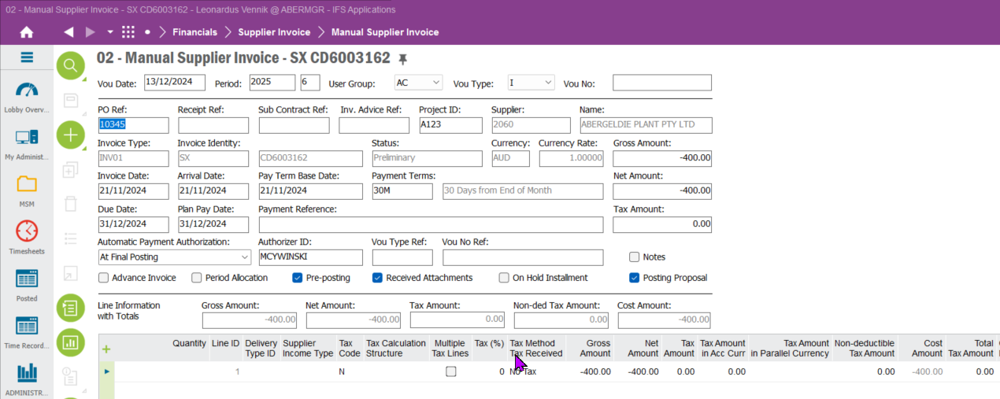 02 - Manual Supplier Invoice - SX CD6003162 - Leonardus Vennik @ ABERMGR - IFS Applications
Financials Supplier Invoice Manual Supplier Invoice
02 - Manual Supplier Invoice - SX CD6003162
Vou Date: 13/12/2024 Period: 2025 6 User Group: AC Vou Type: I Vou No:
PO Ref: Receipt Ref: Sub Contract Ref: Inv. Advice Ref: Project ID: Supplier: Name:
10345 A123 2060 ABERGELDIE PLANT PTY LTD
Invoice Type: Invoice Identity: Status: Currency: Currency Rate: Gross Amount:
INV01 SX CD6003162 Preliminary AUD 1.00000 -400.00
Invoice Date: Arrival Date: Pay Term Base Date: Payment Terms: Net Amount:
21/11/2024 21/11/2024 21/11/2024 30M 30 Days from End of Month -400.00
Due Date: Plan Pay Date: Payment Reference: Tax Amount:
31/12/2024 31/12/2024 0.00
Automatic Payment Authorization: Authorizer ID: Vou Type Ref: Vou No Ref:
At Final Posting MCYWINSKI Notes
Advance Invoice Period Allocation Pre-posting Received Attachments On Hold Installment Posting Proposal
Line Information Gross Amount: Net Amount: Tax Amount: Non-ded Tax Amount: Cost Amount:
with Totals -400.00 -400.00 0.00 0.00 -400.00
Quantity Line ID Delivery Supplier Tax Tax Calculation Multiple Tax (%) Tax Method Gross Net Tax Tax Amount Tax Amount Non-deductible Cost Total
Type ID Income Type Code Structure Tax Lines Tax Received Amount Amount Amount in Acc Curr in Parallel Currency Tax Amount Amount Tax Amount
1 N 0 No Tax -400.00 -400.00 0.00 0.00 0.00 -400.00 0.00
Lobby Overv...
My Administ...
MSM
Timesheets
Posted
Time Record...
ADMINISTR...